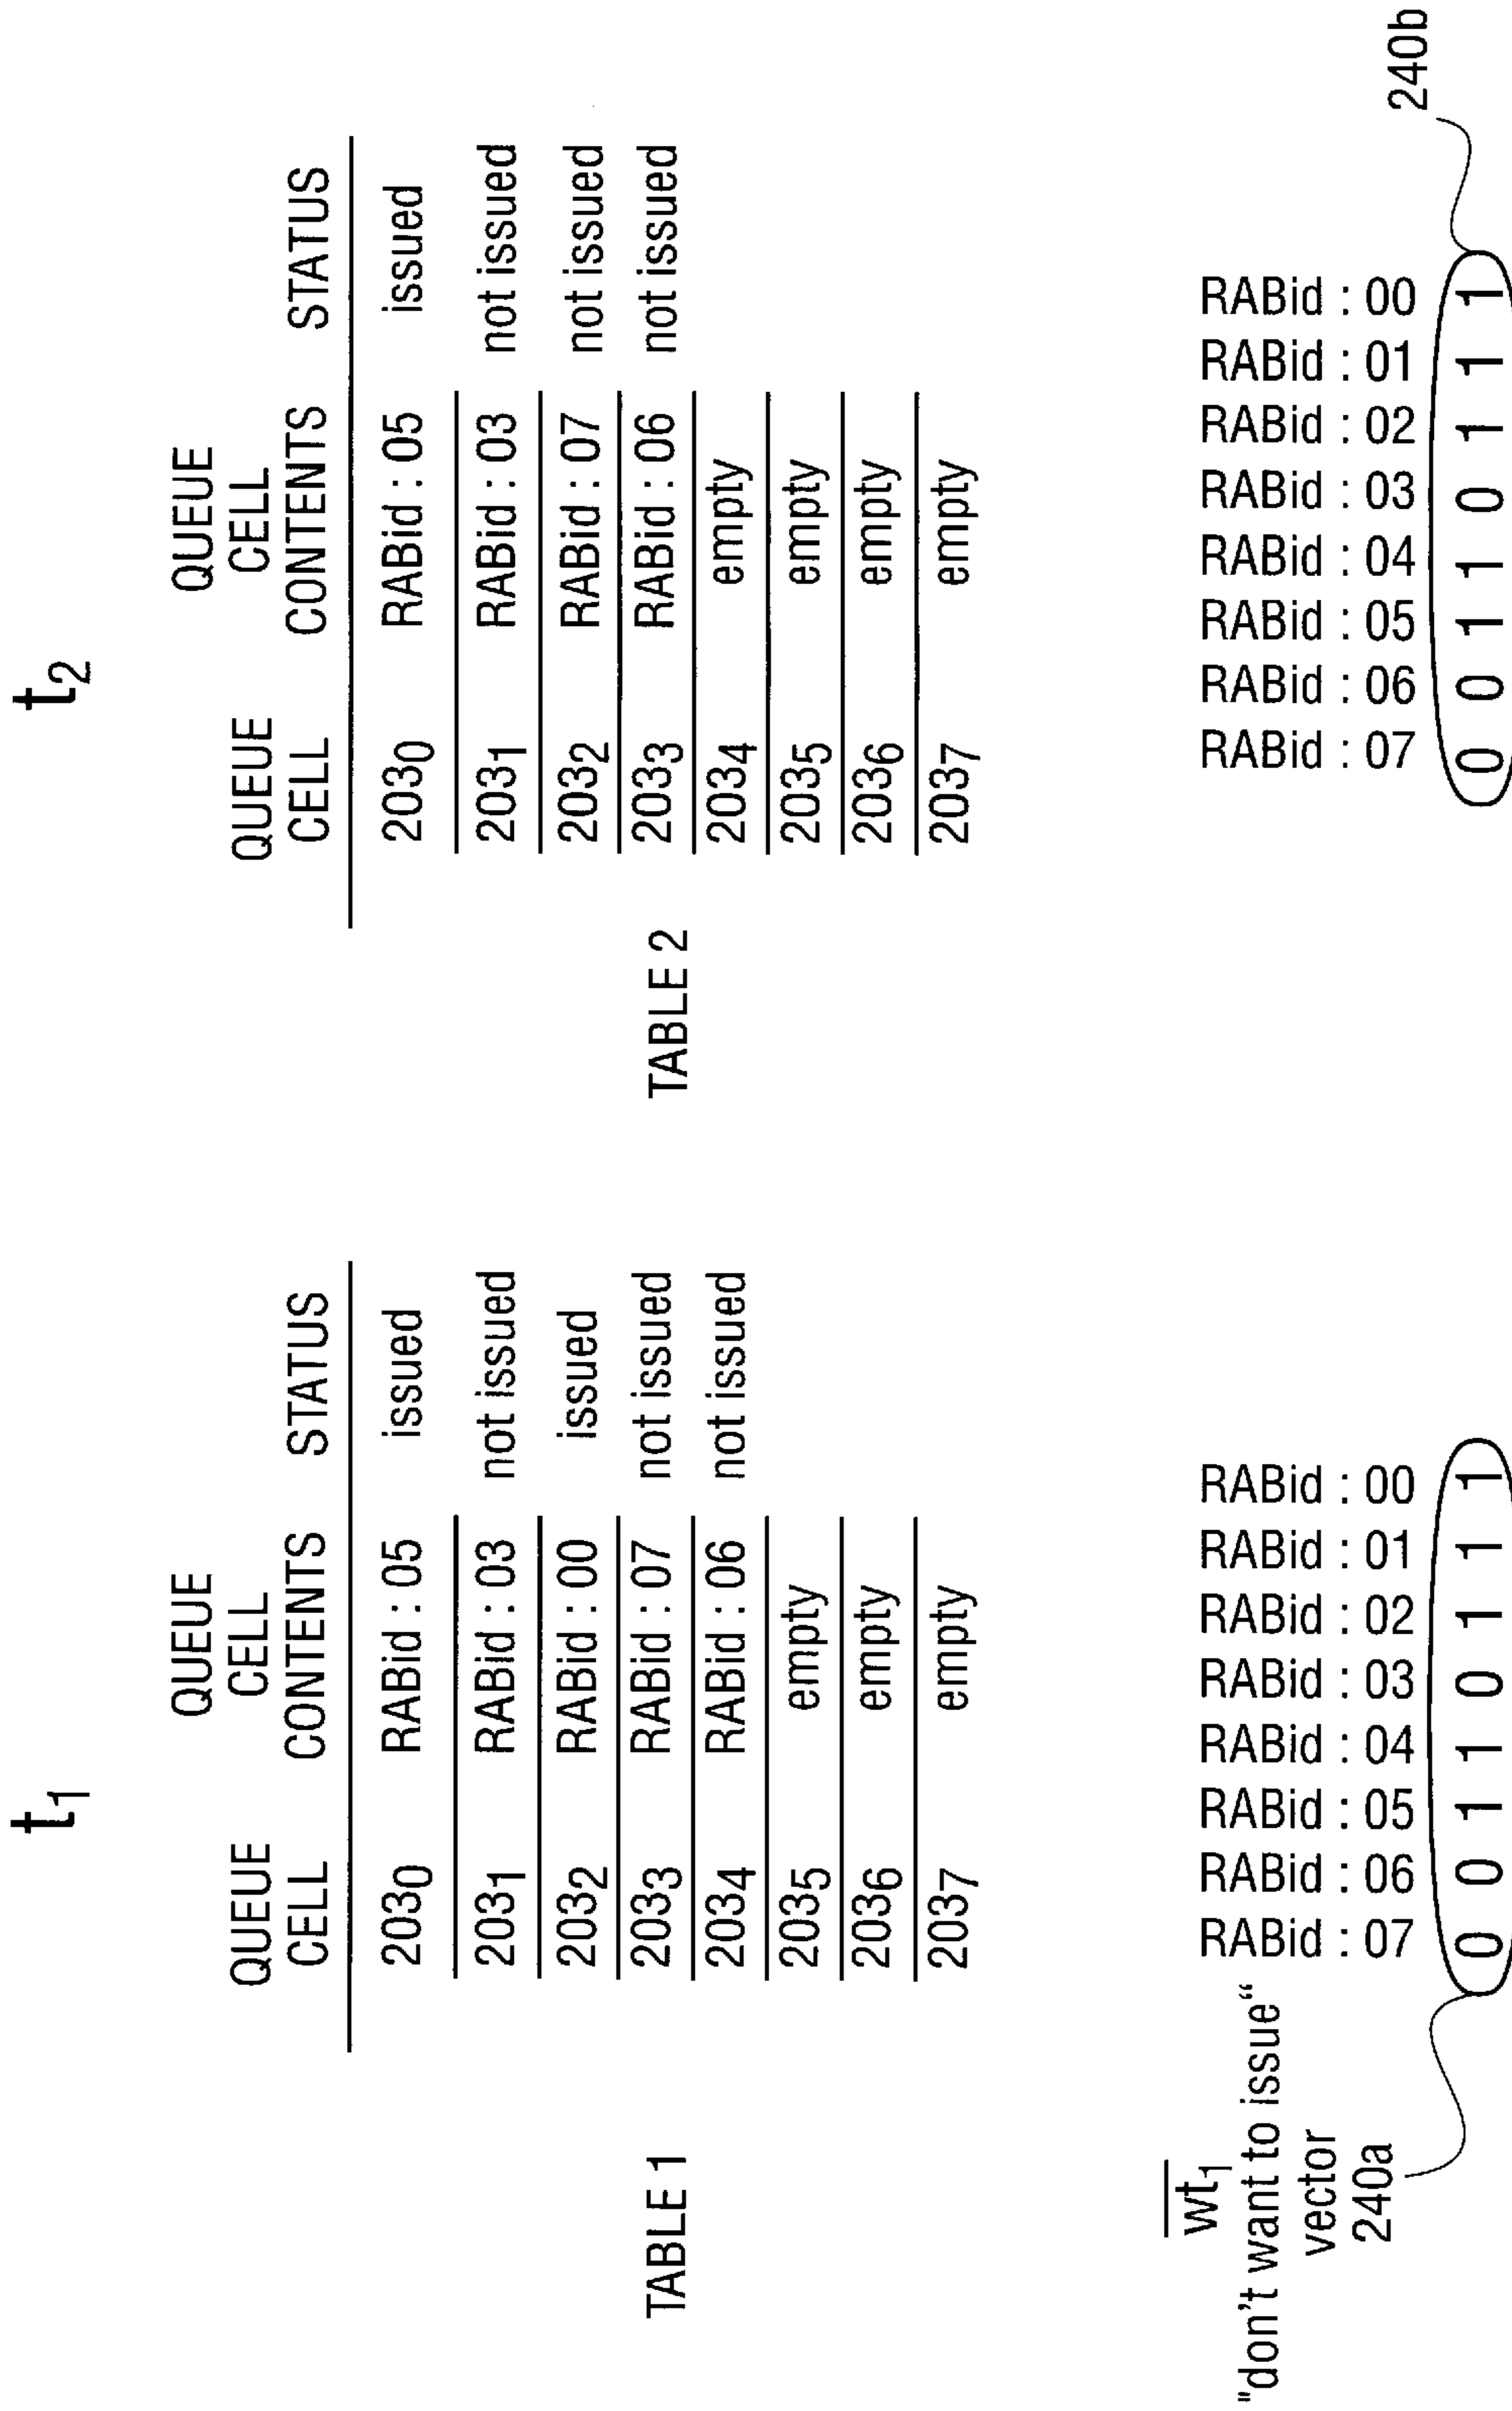 t1
QUEUE
QUEUE CELL
CELL CONTENTS STATUS
2030 RABid : 05 issued
2031 RABid : 03 not issued
2032 RABid : 00 issued
TABLE 1 2033 RABid : 07 not issued
2034 RABid : 06 not issued
2035 empty
2036 empty
2037 empty
wt1
"don't want to issue“
vector
240a
RABid : 07 RABid : 06 RABid : 05 RABid : 04 RABid : 03 RABid : 02 RABid : 01 RABid : 00
0 0 1 1 0 1 1 1
t2
QUEUE
QUEUE CELL
CELL CONTENTS STATUS
2030 RABid : 05 issued
2031 RABid : 03 not issued
2032 RABid : 07 not issued
TABLE 2 2033 RABid : 06 not issued
2034 empty
2035 empty
2036 empty
2037 empty
RABid : 07 RABid : 06 RABid : 05 RABid : 04 RABid : 03 RABid : 02 RABid : 01 RABid : 00
240b
0 0 1 1 0 1 1 1